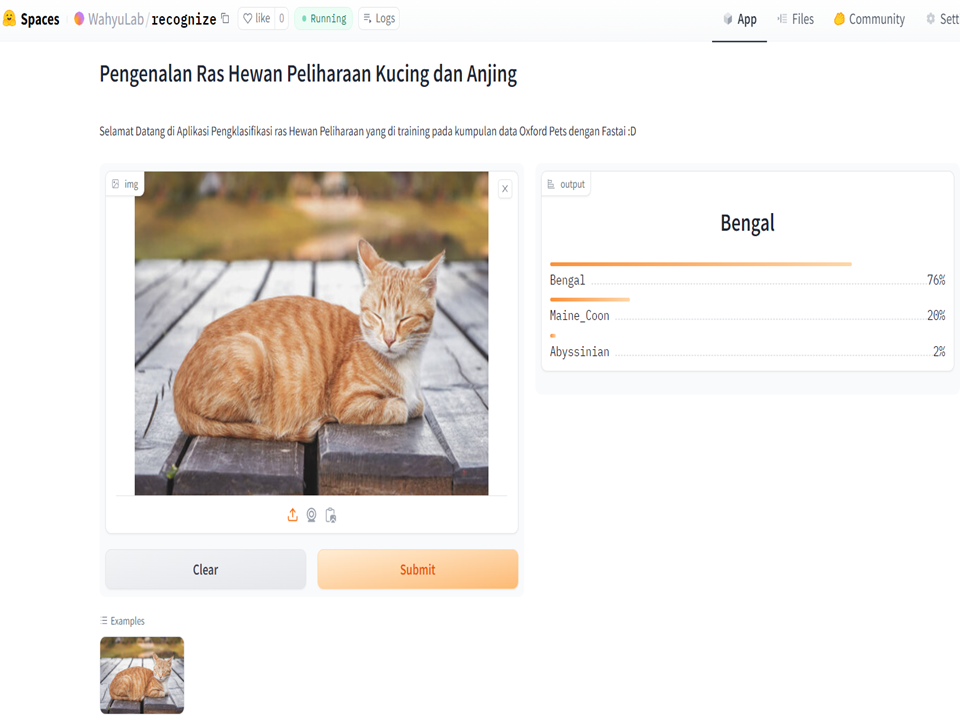 Spaces WahyuLab/recognize like 0 Running Logs App Files Community Sett
Pengenalan Ras Hewan Peliharaan Kucing dan Anjing
Selamat Datang di Aplikasi Pengklasifikasi ras Hewan Peliharaan yang di training pada kumpulan data Oxford Pets dengan Fastai :D
img
X
output
Bengal
Bengal 76%
Maine_Coon 20%
Abyssinian 2%
Clear
Submit
Examples